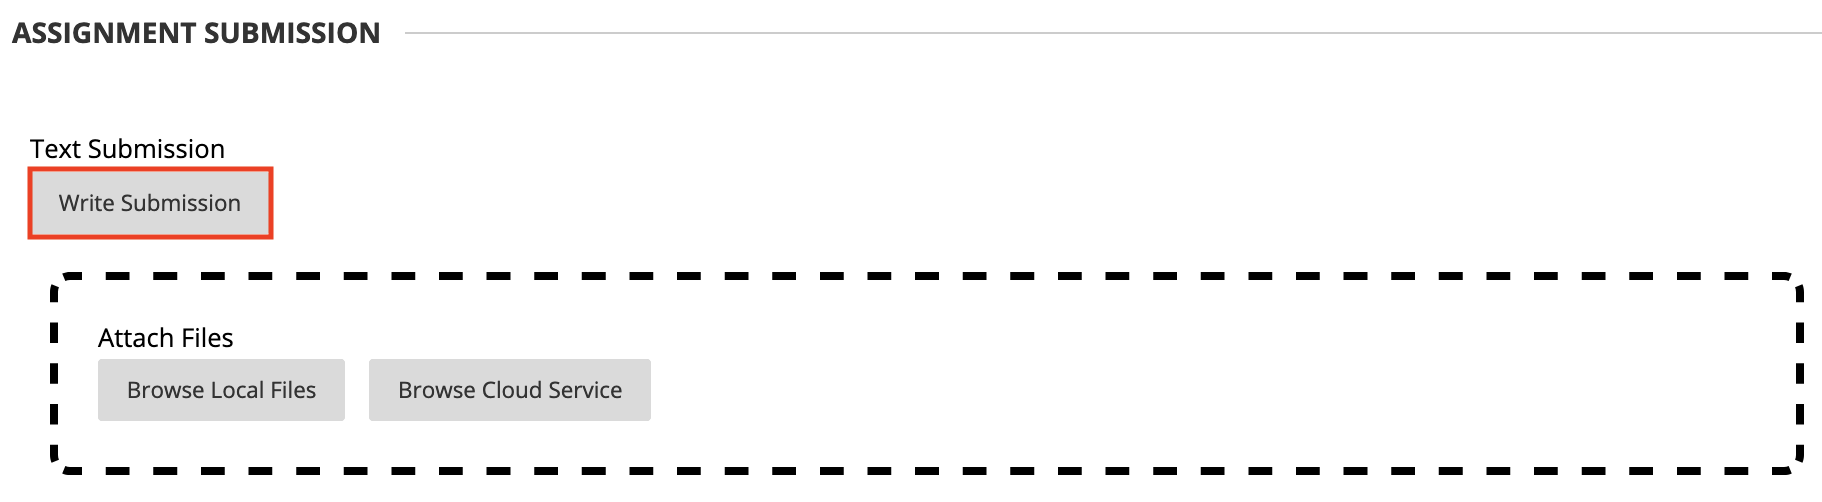 ASSIGNMENT SUBMISSION
Text Submission
Write Submission
Attach Files
Browse Local Files Browse Cloud Service